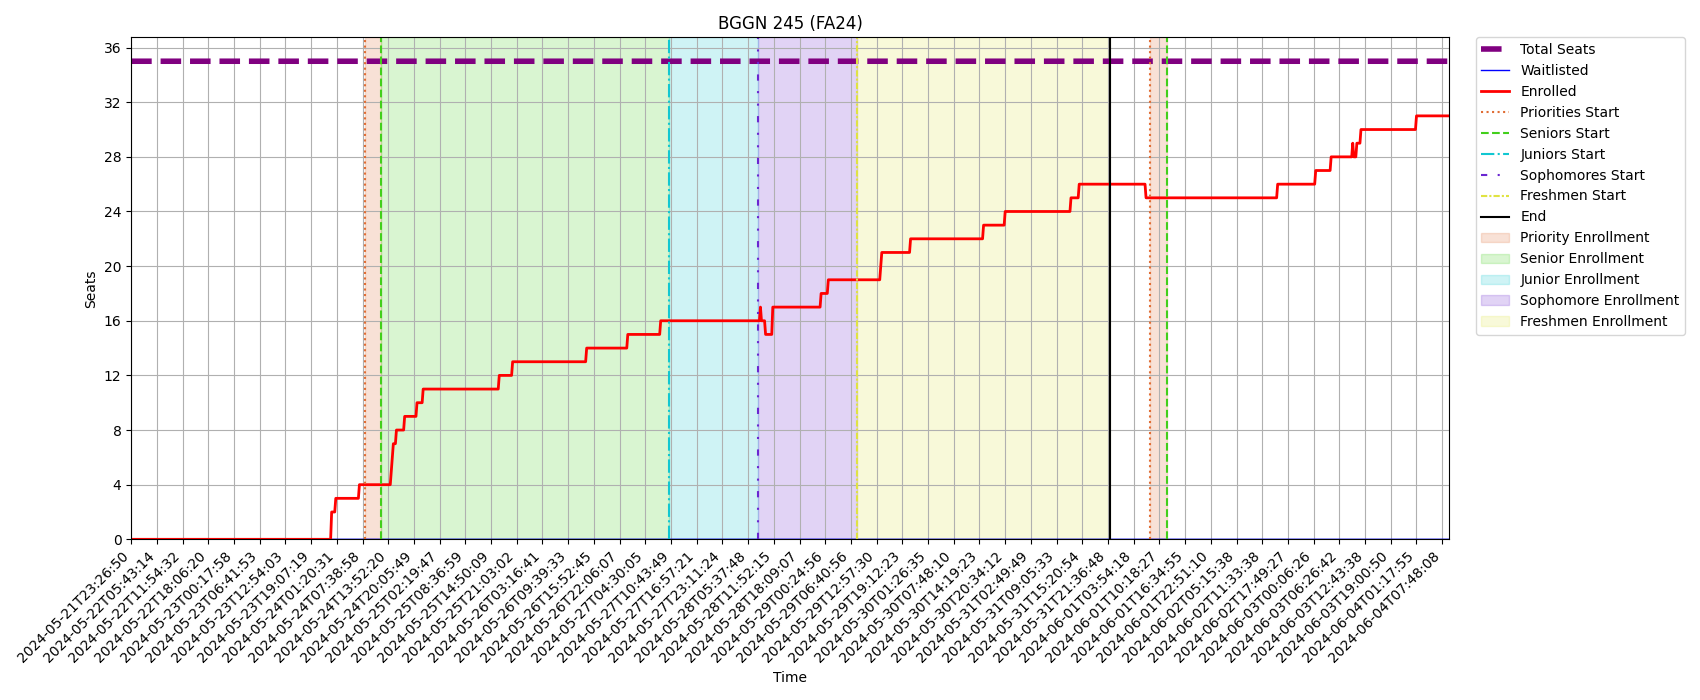 BGGN 245 (FA24)
36
32
28
24
20
16
12
8
4
0
Seats
2024-05-21T23:26:50
2024-05-22T05:43:14
2024-05-22T11:54:32
2024-05-22T18:06:20
2024-05-23T00:17:58
2024-05-23T06:41:53
2024-05-23T12:54:03
2024-05-23T19:07:19
2024-05-24T01:20:31
2024-05-24T07:38:58
2024-05-24T13:52:20
2024-05-24T20:05:49
2024-05-25T02:19:47
2024-05-25T08:36:59
2024-05-25T14:50:09
2024-05-25T21:03:02
2024-05-26T03:16:41
2024-05-26T09:39:33
2024-05-26T15:52:45
2024-05-26T22:06:07
2024-05-27T04:30:05
2024-05-27T10:43:49
2024-05-27T16:57:21
2024-05-27T23:11:24
2024-05-28T05:37:48
2024-05-28T11:52:15
2024-05-28T18:09:07
2024-05-29T00:24:56
2024-05-29T06:40:56
2024-05-29T12:57:30
2024-05-29T19:12:23
2024-05-30T01:26:35
2024-05-30T07:48:10
2024-05-30T14:19:23
2024-05-30T20:34:12
2024-05-31T02:49:49
2024-05-31T09:05:33
2024-05-31T15:20:54
2024-05-31T21:36:48
2024-06-01T03:54:18
2024-06-01T10:18:27
2024-06-01T16:34:55
2024-06-01T22:51:10
2024-06-02T05:15:38
2024-06-02T11:33:38
2024-06-02T17:49:27
2024-06-03T00:06:26
2024-06-03T06:26:42
2024-06-03T12:43:38
2024-06-03T19:00:50
2024-06-04T01:17:55
2024-06-04T07:48:08
Time
Total Seats
Waitlisted
Enrolled
Priorities Start
Seniors Start
Juniors Start
Sophomores Start
Freshmen Start
End
Priority Enrollment
Senior Enrollment
Junior Enrollment
Sophomore Enrollment
Freshmen Enrollment